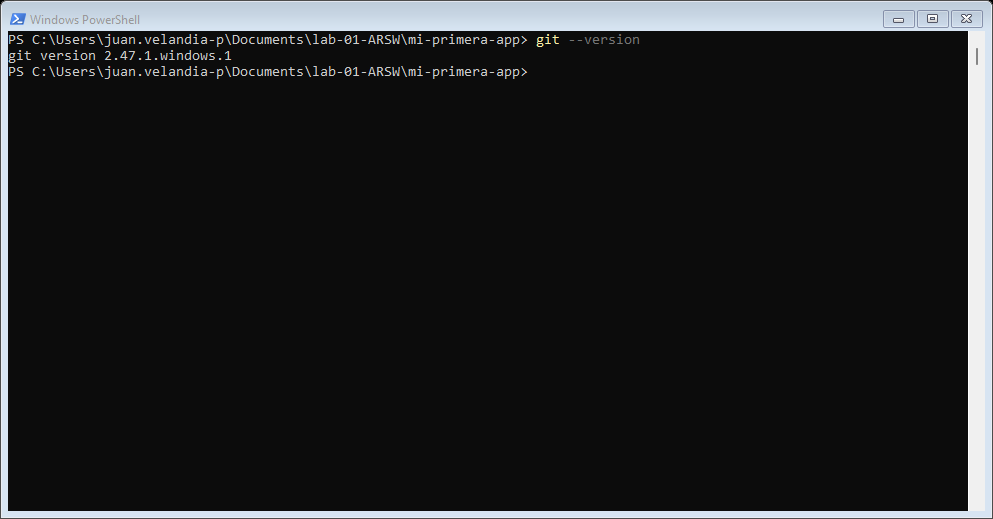 Windows PowerShell
PS C:\Users\juan.velandia-p\Documents\lab-01-ARSW\mi-primera-app> git --version
git version 2.47.1.windows.1
PS C:\Users\juan.velandia-p\Documents\lab-01-ARSW\mi-primera-app>